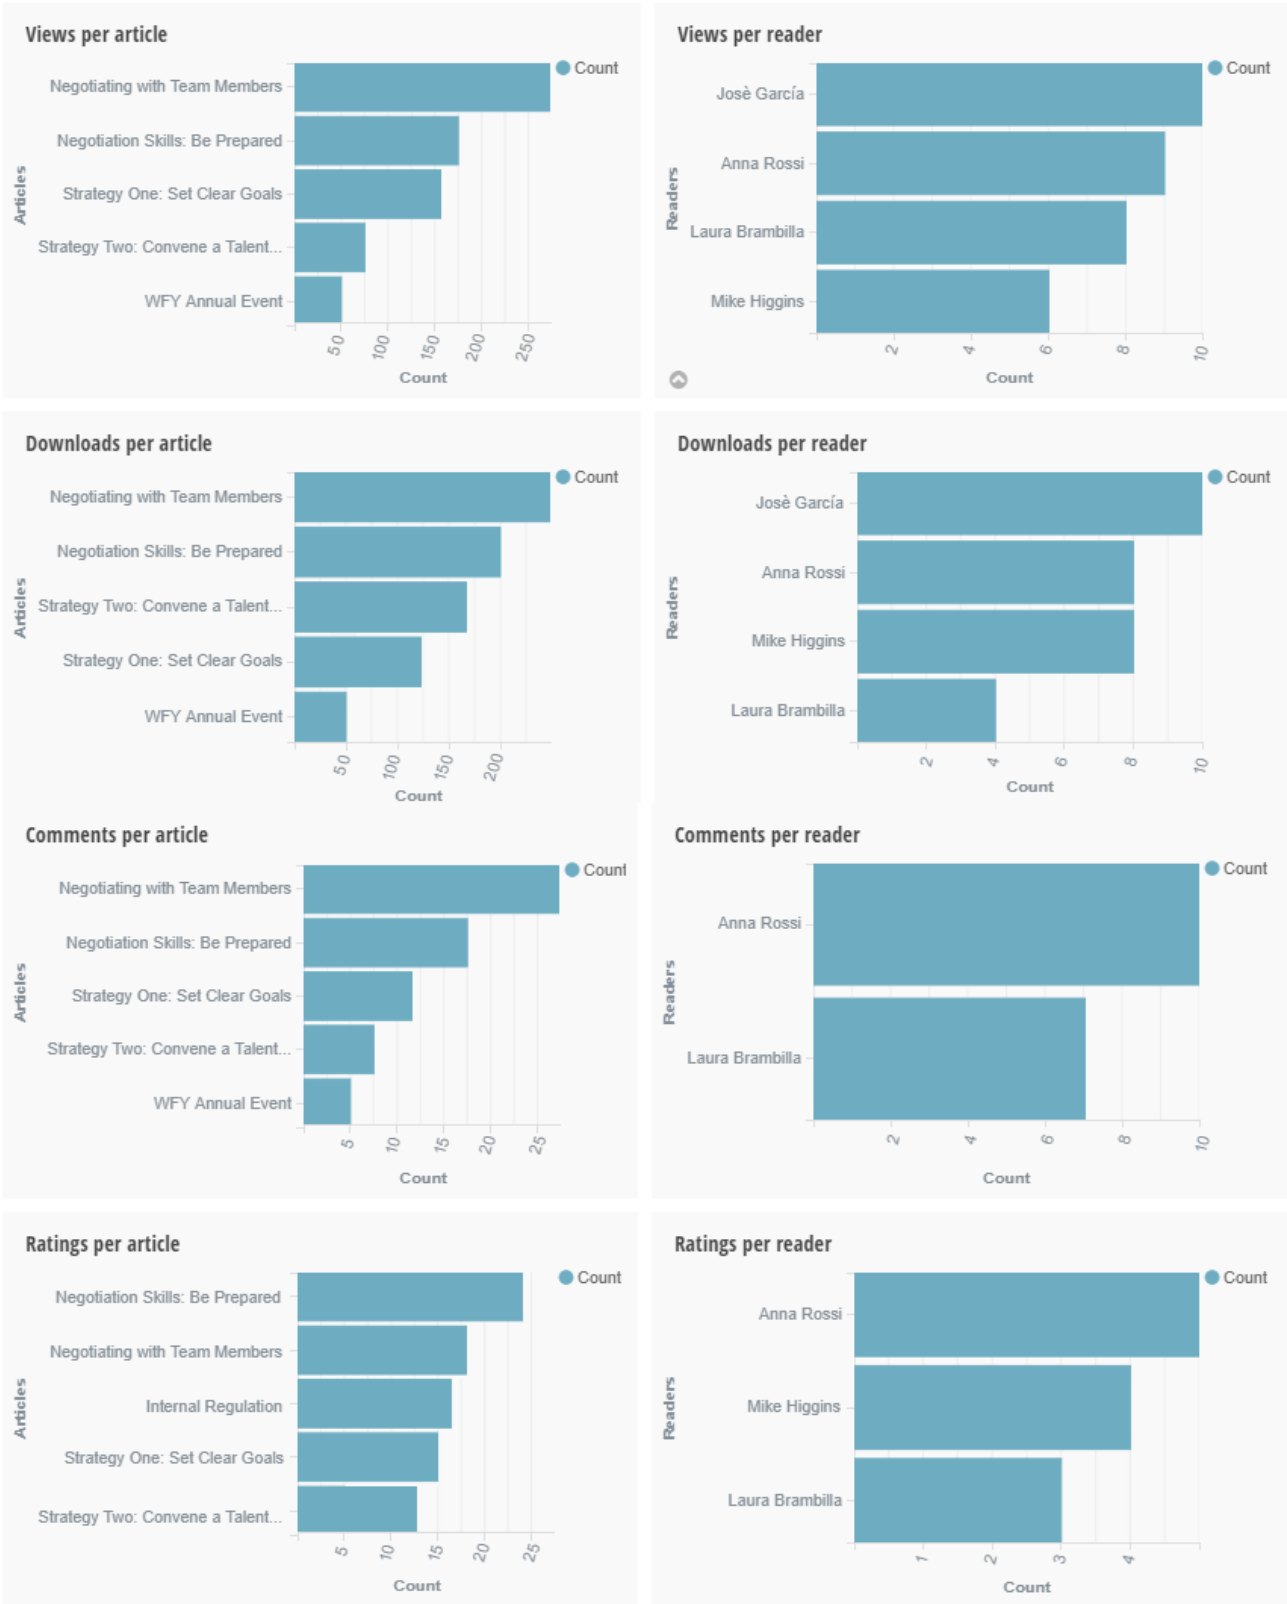 Views per article
Count
Negotiating with Team Members
Negotiation Skills: Be Prepared
Strategy One: Set Clear Goals
Strategy Two: Convene a Talent...
WFY Annual Event
Articles
50 100 150 200 250
Count
Views per reader
Count
Josè García
Anna Rossi
Laura Brambilla
Mike Higgins
Readers
2 4 6 8 10
Count
Downloads per article
Count
Negotiating with Team Members
Negotiation Skills: Be Prepared
Strategy Two: Convene a Talent...
Strategy One: Set Clear Goals
WFY Annual Event
Articles
50 100 150 200
Count
Downloads per reader
Count
Josè García
Anna Rossi
Mike Higgins
Laura Brambilla
Readers
2 4 6 8 10
Count
Comments per article
Count
Negotiating with Team Members
Negotiation Skills: Be Prepared
Strategy One: Set Clear Goals
Strategy Two: Convene a Talent...
WFY Annual Event
Articles
5 10 15 20 25
Count
Comments per reader
Count
Anna Rossi
Laura Brambilla
Readers
2 4 6 8 10
Count
Ratings per article
Count
Negotiation Skills: Be Prepared
Negotiating with Team Members
Internal Regulation
Strategy One: Set Clear Goals
Strategy Two: Convene a Talent...
Articles
5 10 15 20 25
Count
Ratings per reader
Count
Anna Rossi
Mike Higgins
Laura Brambilla
Readers
1 2 3 4
Count